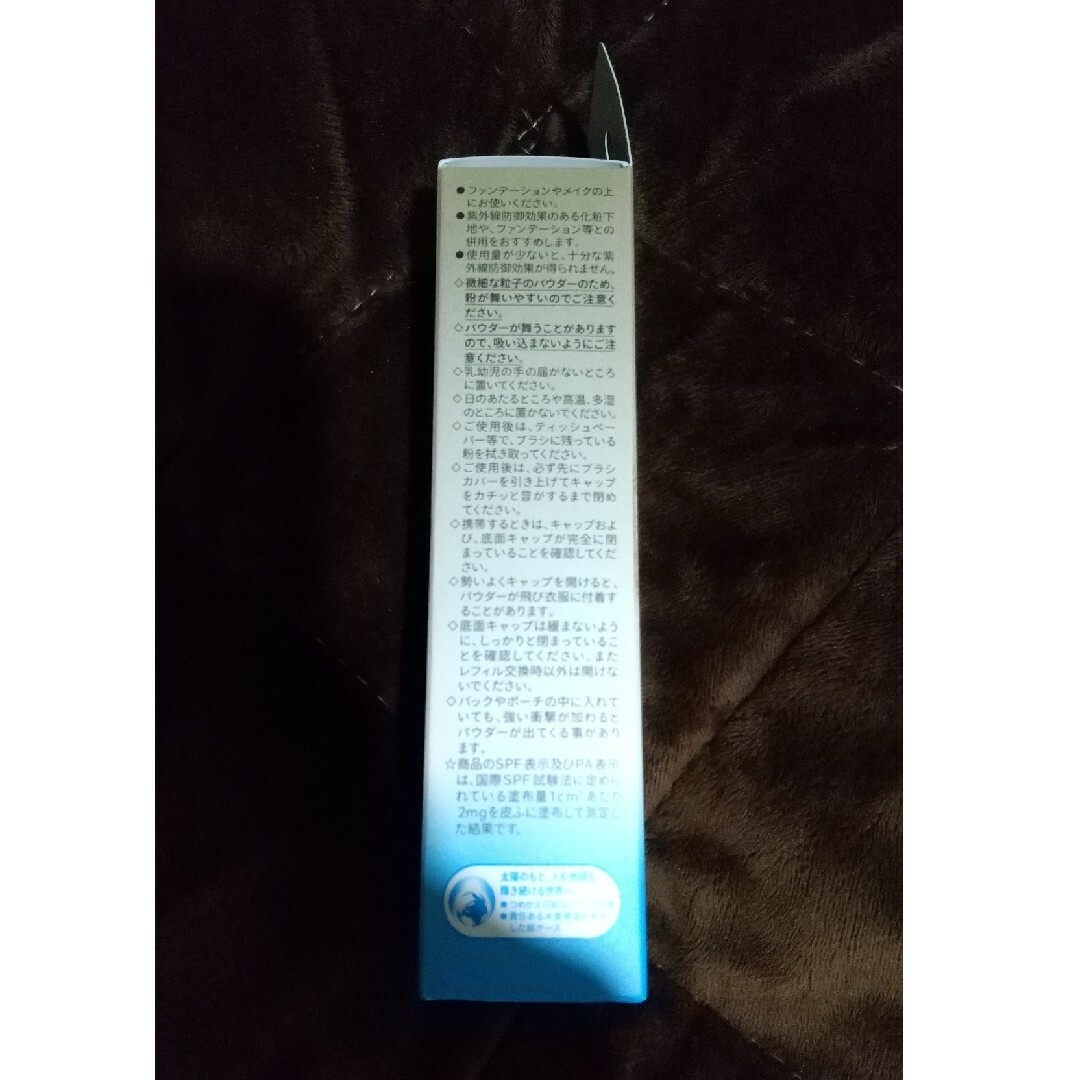 ●ファンデーションやメイクの上
にお使いください。
●紫外線防御効果のある化粧下
地や、ファンデーション等との
併用をおすすめします。
●使用量が少ないと、十分な紫
外線防御効果が得られません。
◇微細な粒子のパウダーのため、
粉が舞いやすいのでご注意く
ださい。
◇パウダーが舞うことがあります
ので、吸い込まないようにご注
意ください。
◇乳幼児の手の届かないところ
に置いてください。
◇日のあたるところや高温、多湿
のところに置かないでください。
◇ご使用後は、ティッシュペー
パー等で、ブラシに残っている
粉を拭き取ってください。
◇ご使用後は、必ず先にブラシ
カバーを引き上げてキャップ
をカチッと音がするまで閉め
てください。
◇携帯するときは、キャップおよ
び、底面キャップが完全に閉
まっていることを確認してくだ
さい。
◇勢いよくキャップを開けると、
パウダーが飛び衣服に付着す
ることがあります。
◇底面キャップは緩まないよう
に、しっかりと閉まっているこ
とを確認してください。また
レフィル交換時以外は開けな
いでください。
◇バックやポーチの中に入れて
いても、強い衝撃が加わると
パウダーが出てくる事があり
ます。
☆商品のSPF表示及びPA表示
は、国際SPF試験法に定めら
れている塗布量1cm²あたり
2mgを皮ふに塗布して測定し
た結果です。
太陽のもと、人も地球も
輝き続ける世界へ
●つめかえ
●責任ある木質
した紙ケース